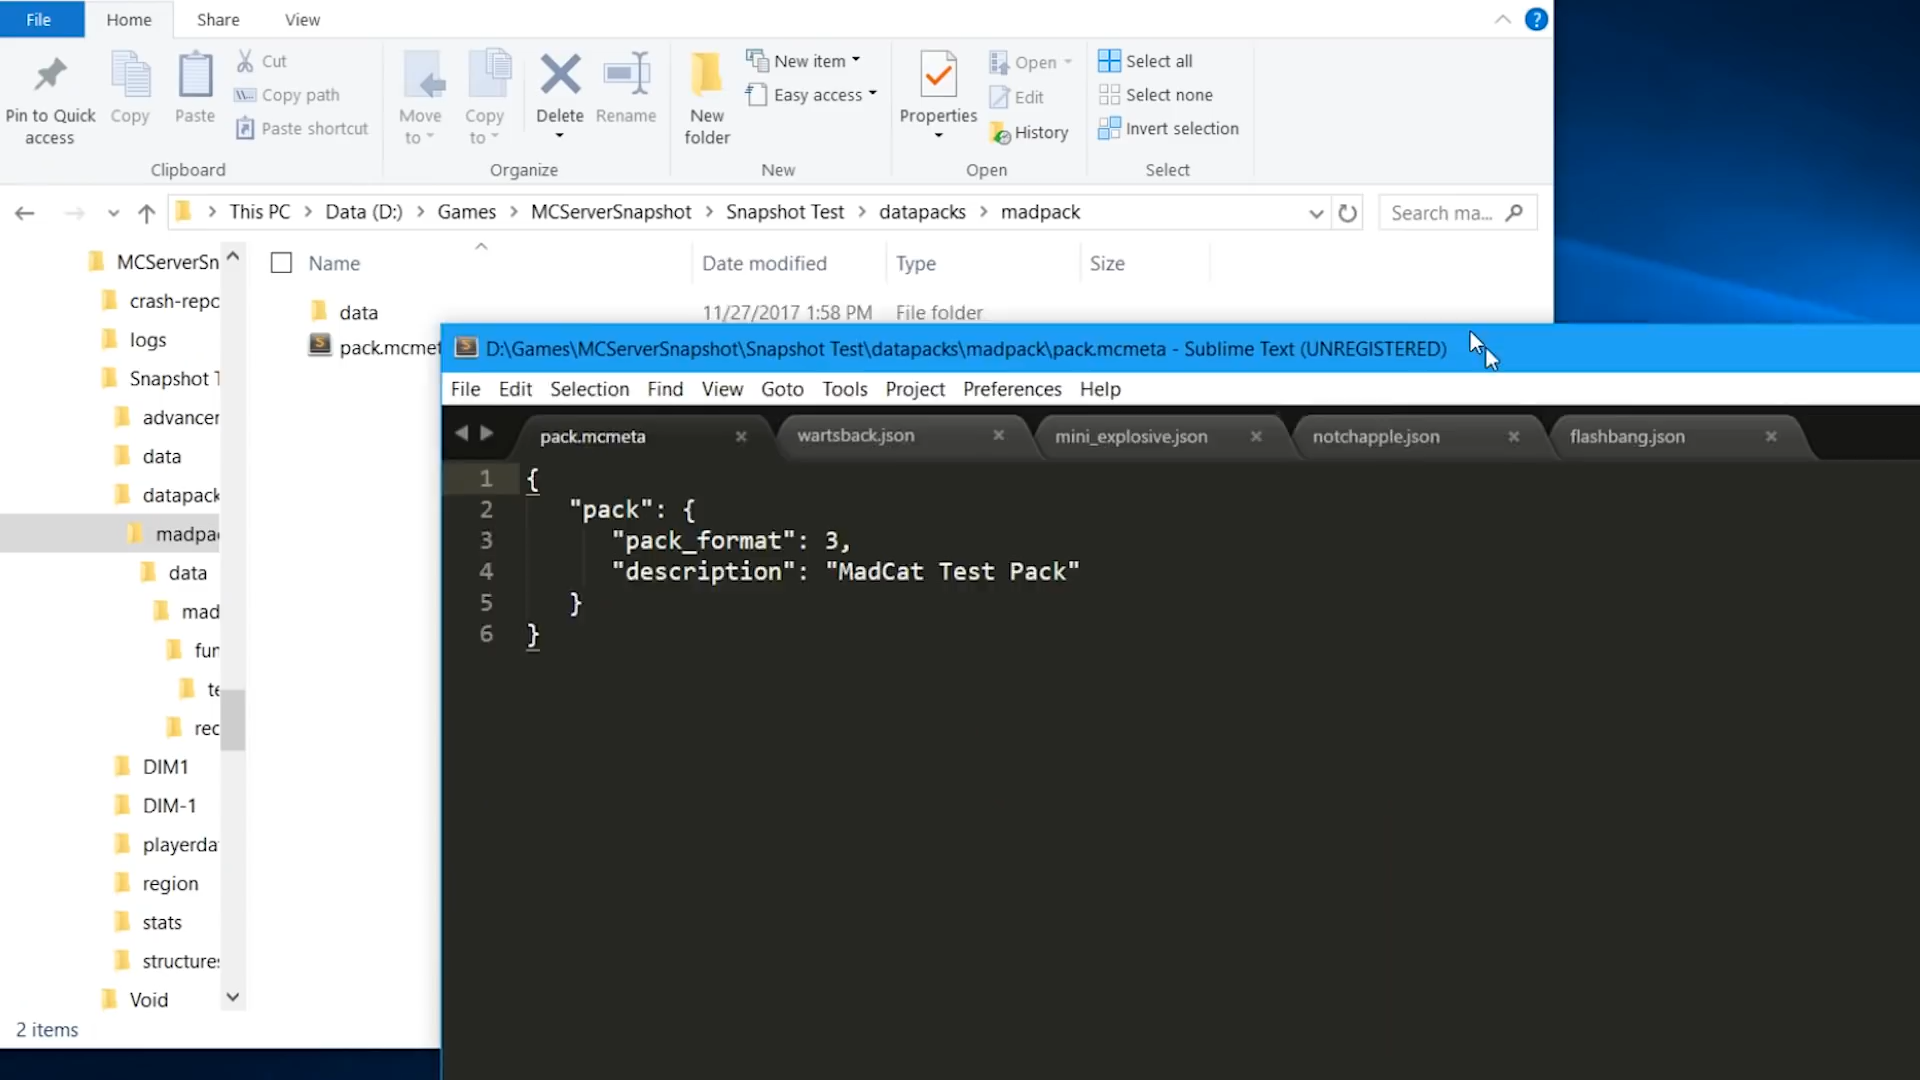 File Home Share View
Pin to Quick access
Copy
Paste
Cut
Copy path
Paste shortcut
Clipboard
Move to
Copy to
Delete
Rename
Organize
New folder
New item
Easy access
New
Properties
Open
Edit
History
Open
Select all
Select none
Invert selection
Select
This PC > Data (D:) > Games > MCServerSnapshot > Snapshot Test > datapacks > madpack
Search ma...
Name Date modified Type Size
data 11/27/2017 1:58 PM File folder
pack.mcmet
MCServerSn
crash-repo
logs
Snapshot T
advancer
data
datapack
madpa
data
mad
fun
te
rec
DIM1
DIM-1
playerda
region
stats
structure
Void
2 items
D:\Games\MCServerSnapshot\Snapshot Test\datapacks\madpack\pack.mcmeta - Sublime Text (UNREGISTERED)
File Edit Selection Find View Goto Tools Project Preferences Help
pack.mcmeta wartsback.json mini_explosive.json notchapple.json flashbang.json
1 {
2 "pack": {
3 "pack_format": 3,
4 "description": "MadCat Test Pack"
5 }
6 }